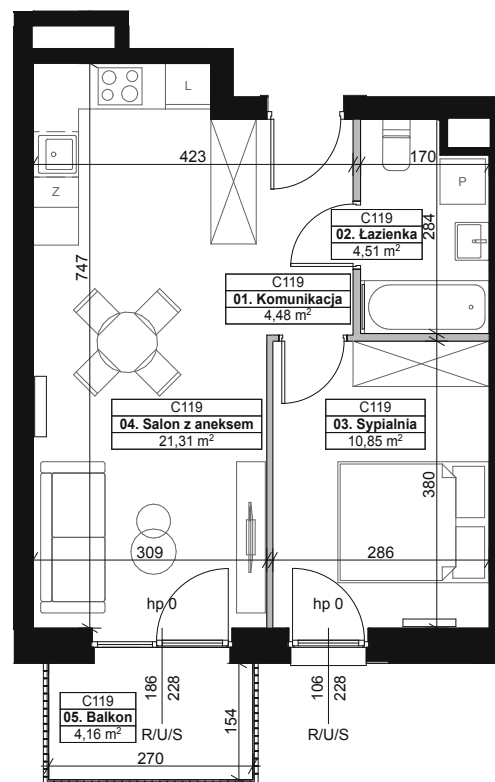 L
423
170
Z
P
C119
02. Łazienka
4,51 m²
284
747
C119
01. Komunikacja
4,48 m²
C119
04. Salon z aneksem
21,31 m²
C119
03. Sypialnia
10,85 m²
380
309
286
hp 0
hp 0
186
228
106
228
C119
05. Balkon
4,16 m²
154
R/U/S
R/U/S
270